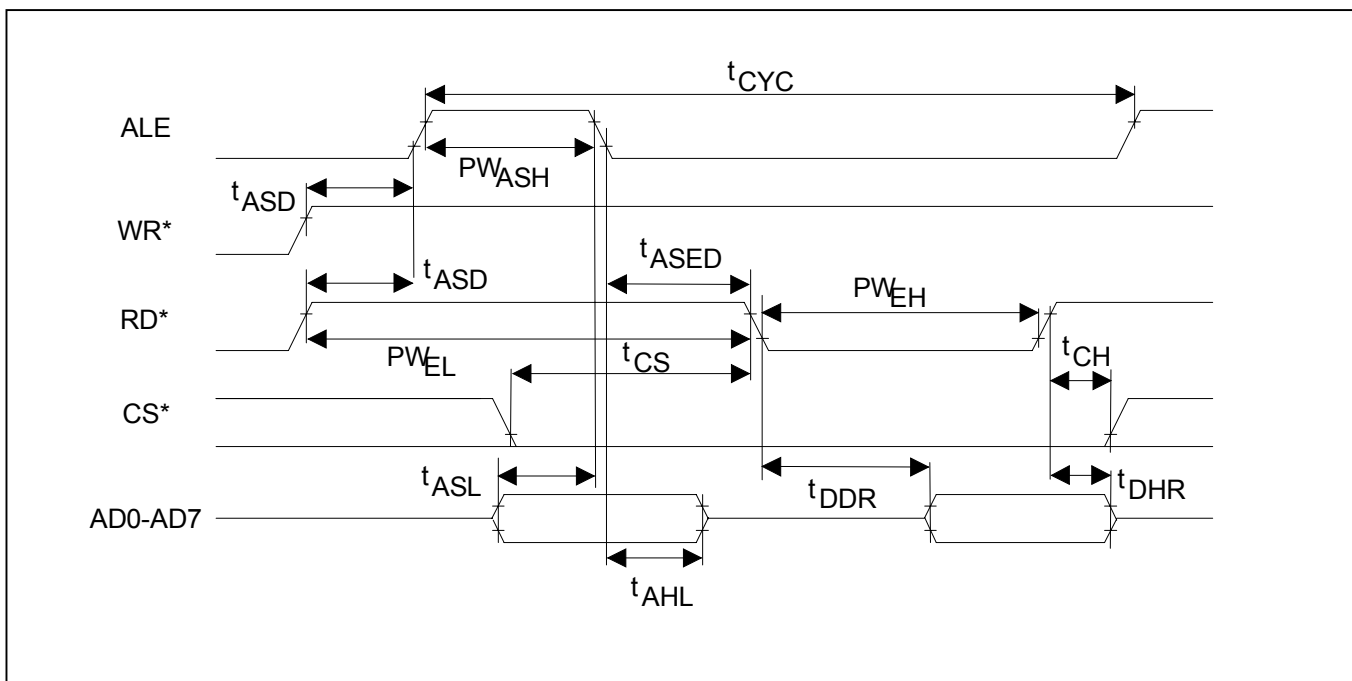 tCYC
ALE
PWASH
tASD
WR*
tASED
tASD
PWEH
RD*
PWEL
tCS
tCH
CS*
tASL
tDDR
tDHR
AD0-AD7
tAHL